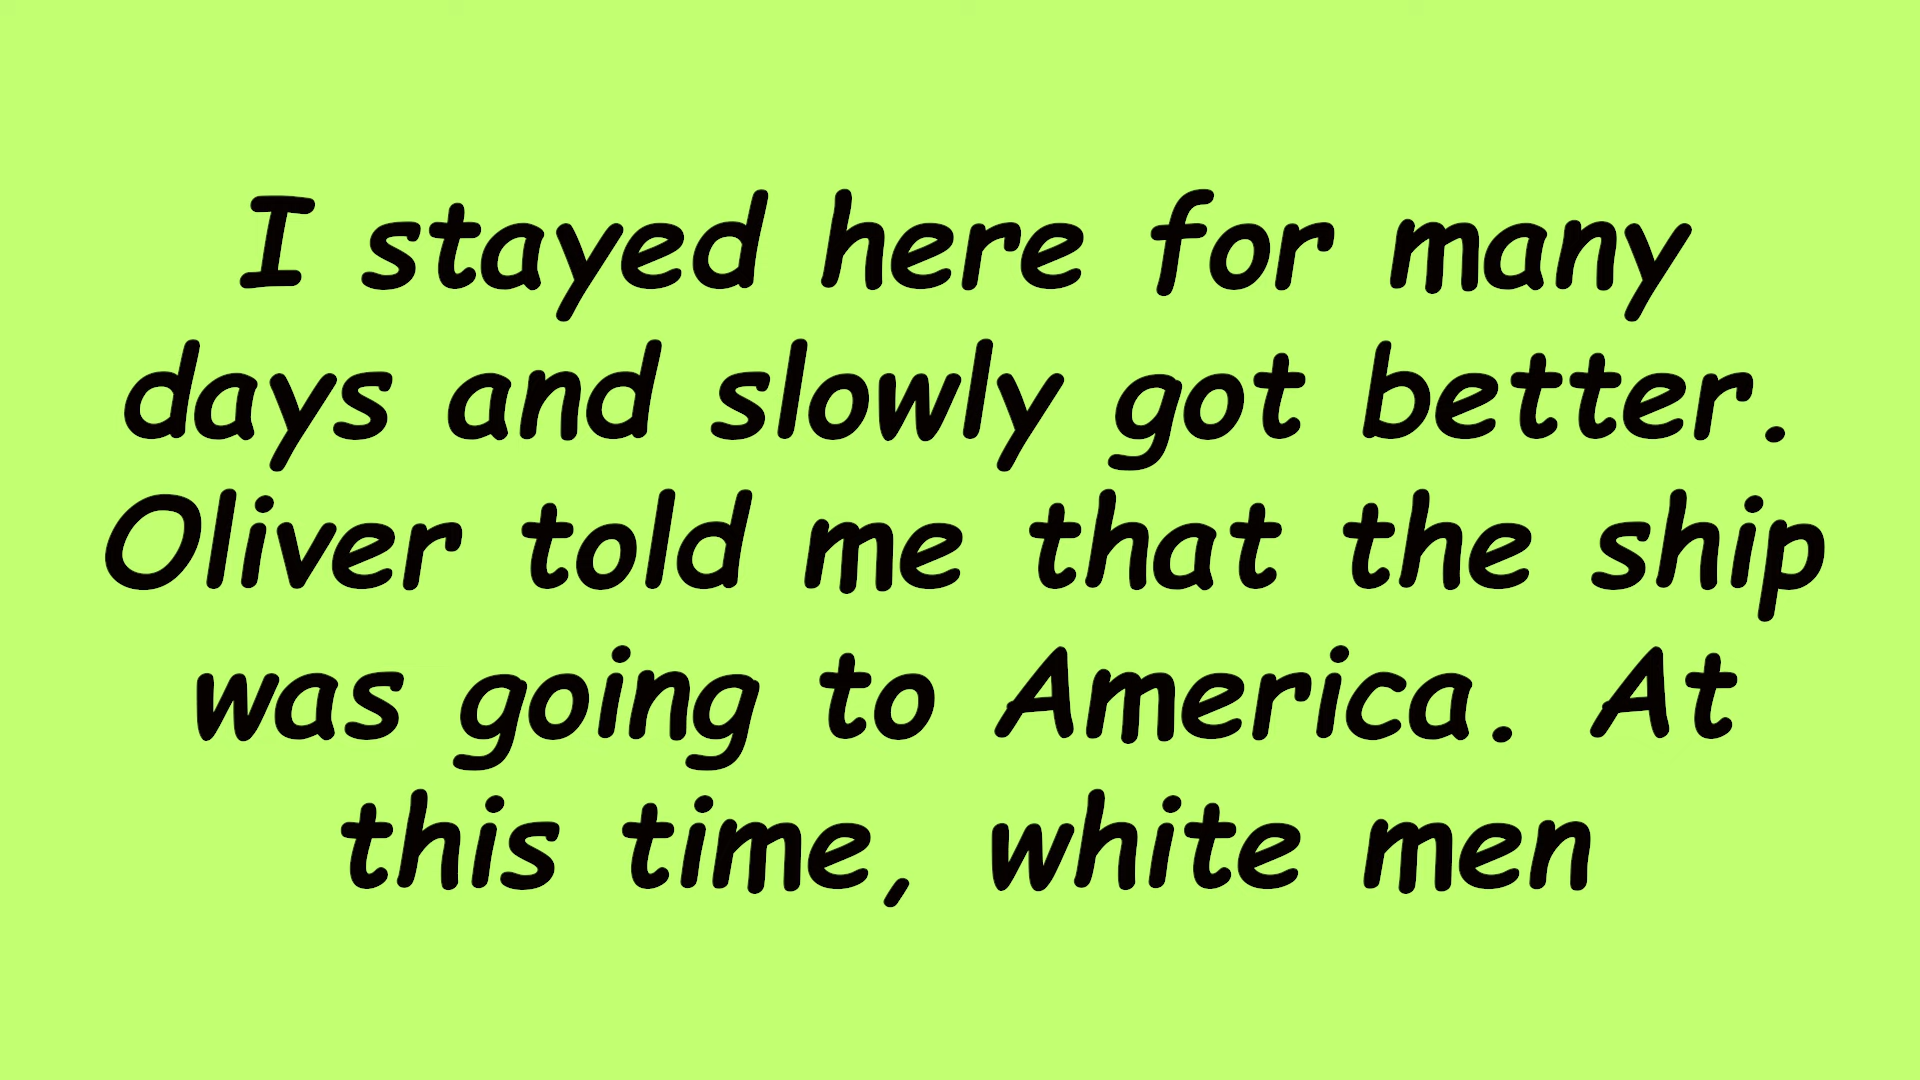 I stayed here for many
days and slowly got better.
Oliver told me that the ship
was going to America. At
this time, white men